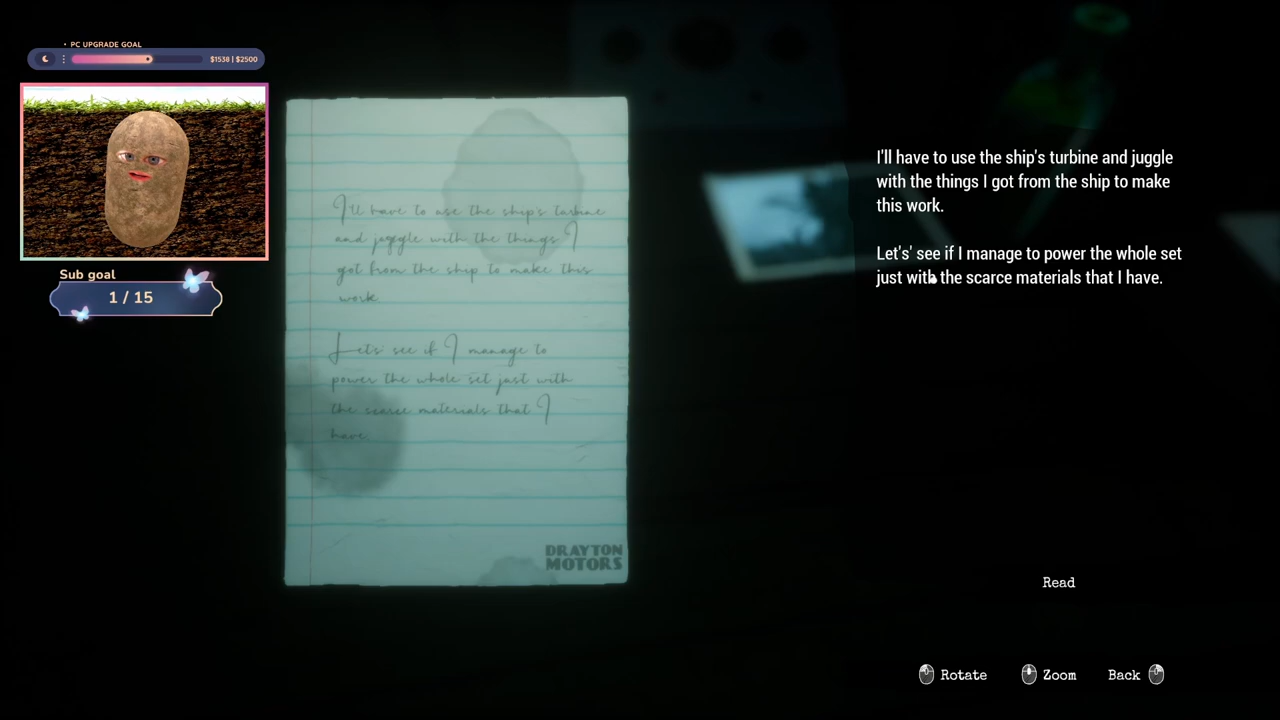 • PC UPGRADE GOAL
$1538 | $2500
Sub goal
1 / 15
I'll have to use the ship's turbine
and juggle with the things I
got from the ship to make this
work.
Lets' see if I manage to
power the whole set just with
the scarce materials that I
have.
DRAYTON
MOTORS
I'll have to use the ship's turbine and juggle
with the things I got from the ship to make
this work.
Let's' see if I manage to power the whole set
just with the scarce materials that I have.
Read
Rotate
Zoom
Back